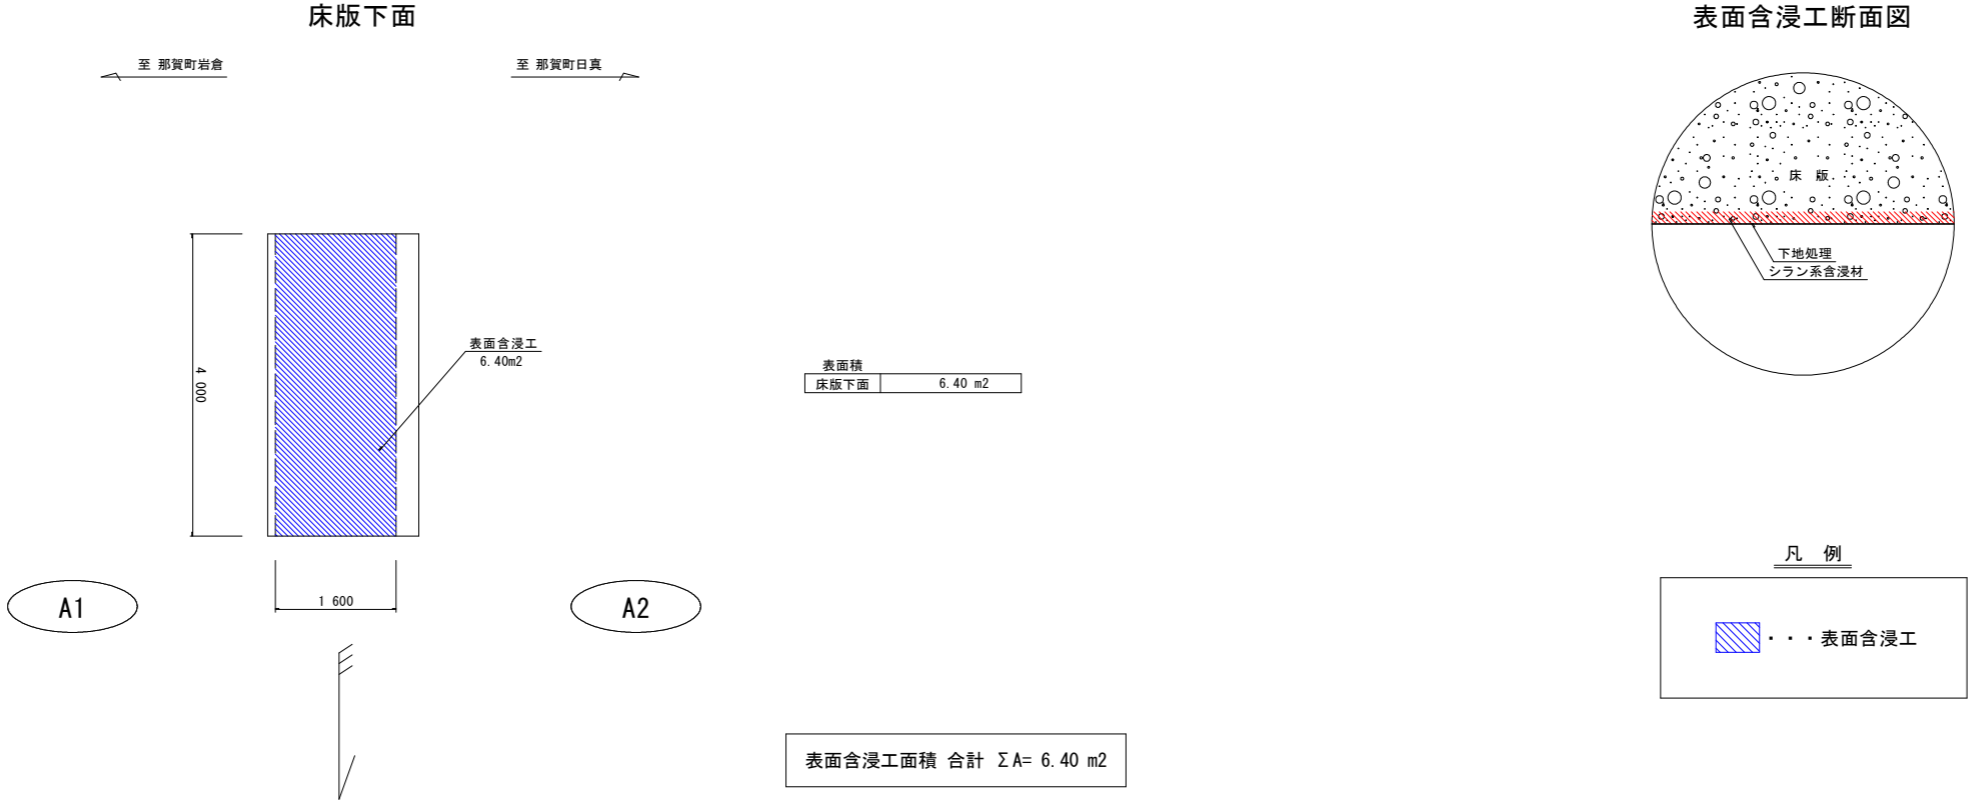 床版下面
表面含浸工断面図
至 那賀町岩倉
至 那賀町日真
床 版
下地処理
シラン系含浸材
表面含浸工
6.40m2
4 000
表面積
床版下面 6.40 m2
凡 例
1 600
A1
A2
・・・表面含浸工
表面含浸工面積 合計 ΣA= 6.40 m2